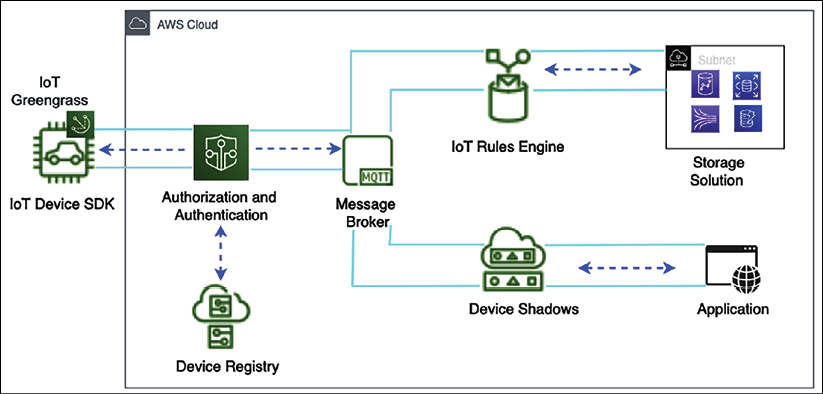 AWS Cloud
IoT
Greengrass
IoT Device SDK
Authorization and
Authentication
Device Registry
MQTT
Message
Broker
IoT Rules Engine
Subnet
Storage
Solution
Device Shadows
Application